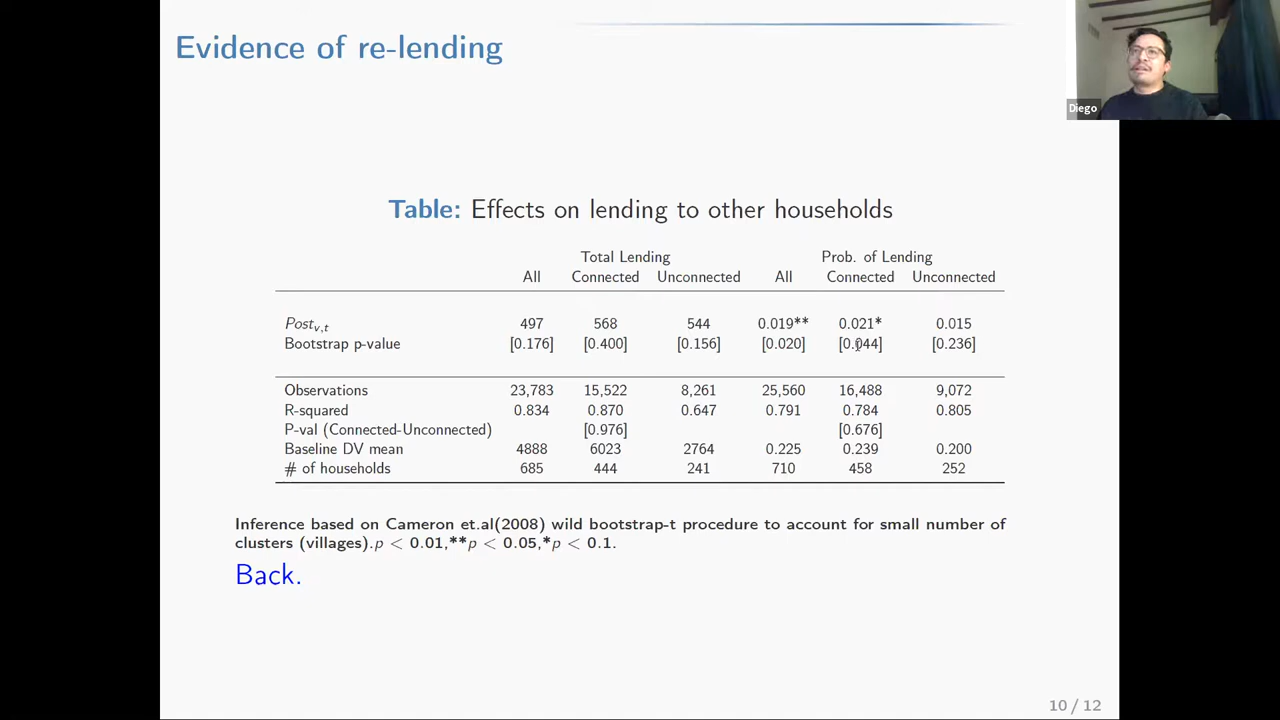 Evidence of re-lending
Diego
Table: Effects on lending to other households
Total Lending Prob. of Lending
All Connected Unconnected All Connected Unconnected
Post_{v,t} 497 568 544 0.019** 0.021* 0.015
Bootstrap p-value [0.176] [0.400] [0.156] [0.020] [0.044] [0.236]
Observations 23,783 15,522 8,261 25,560 16,488 9,072
R-squared 0.834 0.870 0.647 0.791 0.784 0.805
P-val (Connected-Unconnected) [0.976] [0.676]
Baseline DV mean 4888 6023 2764 0.225 0.239 0.200
# of households 685 444 241 710 458 252
Inference based on Cameron et.al(2008) wild bootstrap-t procedure to account for small number of
clusters (villages).p < 0.01,**p < 0.05,*p < 0.1.
Back.
10 / 12